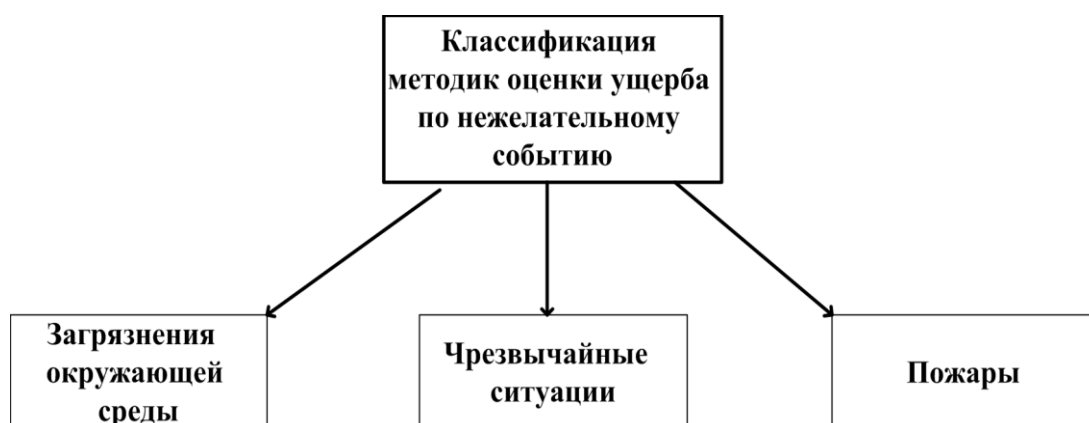 Классификация
методик оценки ущерба
по нежелательному
событию
Загрязнения
окружающей
среды
Чрезвычайные
ситуации
Пожары